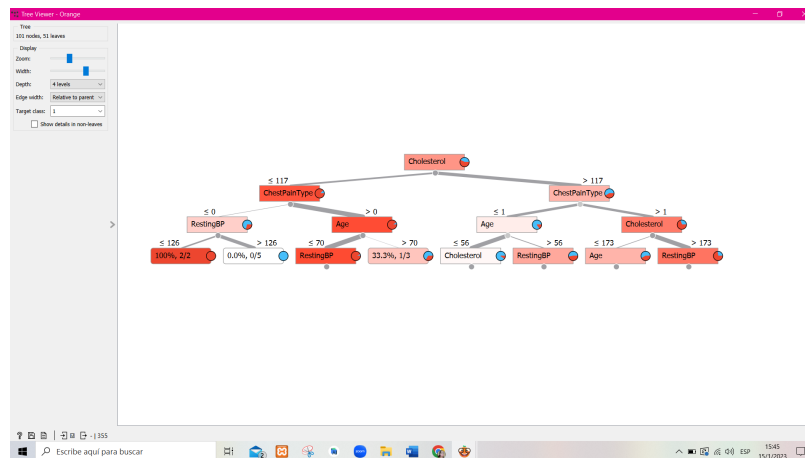 Tree Viewer - Orange
Tree
101 nodes, 51 leaves
Display
Zoom:
Width:
Depth: 4 levels
Edge width: Relative to parent
Target class: 1
Show details in non-leaves
Cholesterol
≤ 117 > 117
ChestPainType ChestPainType
≤ 0 > 0 ≤ 1 > 1
RestingBP Age Age Cholesterol
≤ 126 > 126 ≤ 70 > 70 ≤ 56 > 56 ≤ 173 > 173
100%, 2/2 0.0%, 0/5 RestingBP 33.3%, 1/3 Cholesterol RestingBP Age RestingBP
? - | 355
Escribe aquí para buscar
ESP
15:45
15/1/2023